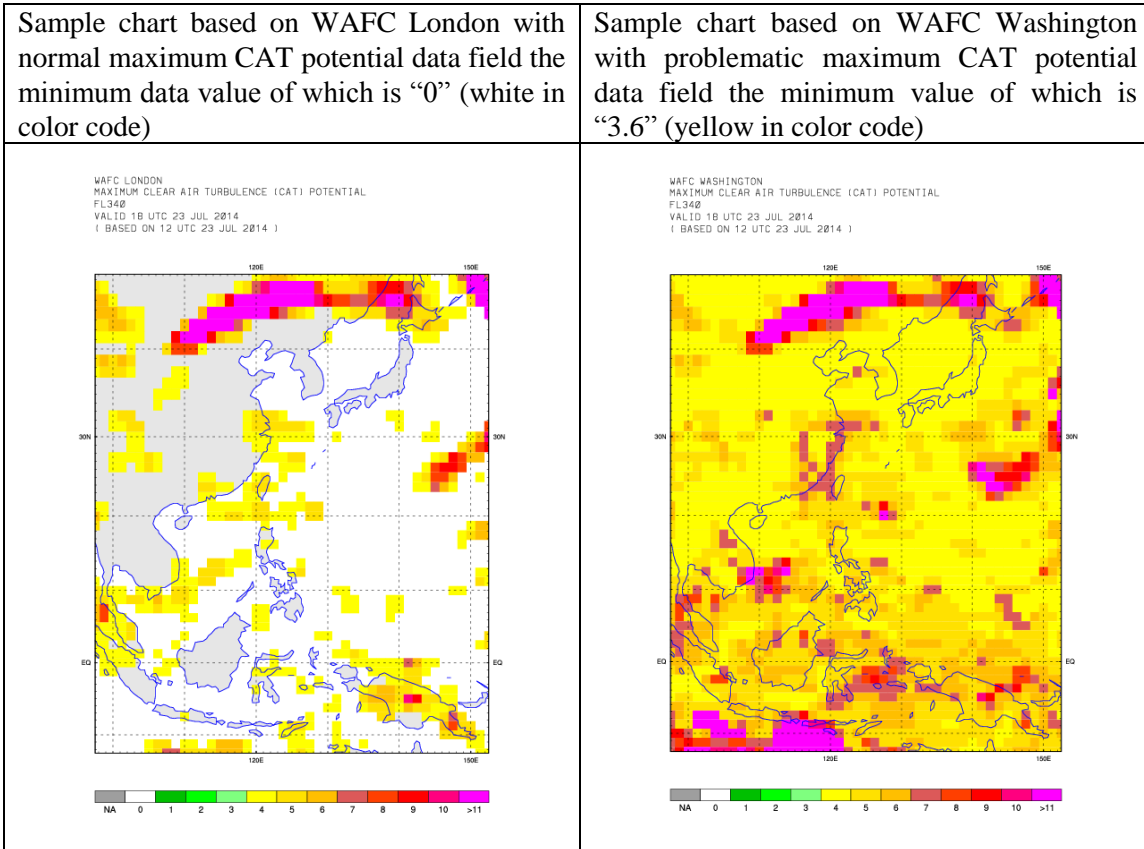 Sample chart based on WAFC London with
normal maximum CAT potential data field the
minimum data value of which is “0” (white in
color code)
Sample chart based on WAFC Washington
with problematic maximum CAT potential
data field the minimum value of which is
“3.6” (yellow in color code)
WAFC LONDON
MAXIMUM CLEAR AIR TURBULENCE (CAT) POTENTIAL
FL340
VALID 18 UTC 23 JUL 2014
( BASED ON 12 UTC 23 JUL 2014 )
120E 150E
30N 30N
EQ EQ
120E 150E
NA 0 1 2 3 4 5 6 7 8 9 10 >11
WAFC WASHINGTON
MAXIMUM CLEAR AIR TURBULENCE (CAT) POTENTIAL
FL340
VALID 18 UTC 23 JUL 2014
( BASED ON 12 UTC 23 JUL 2014 )
120E 150E
30N 30N
EQ EQ
120E 150E
NA 0 1 2 3 4 5 6 7 8 9 10 >11